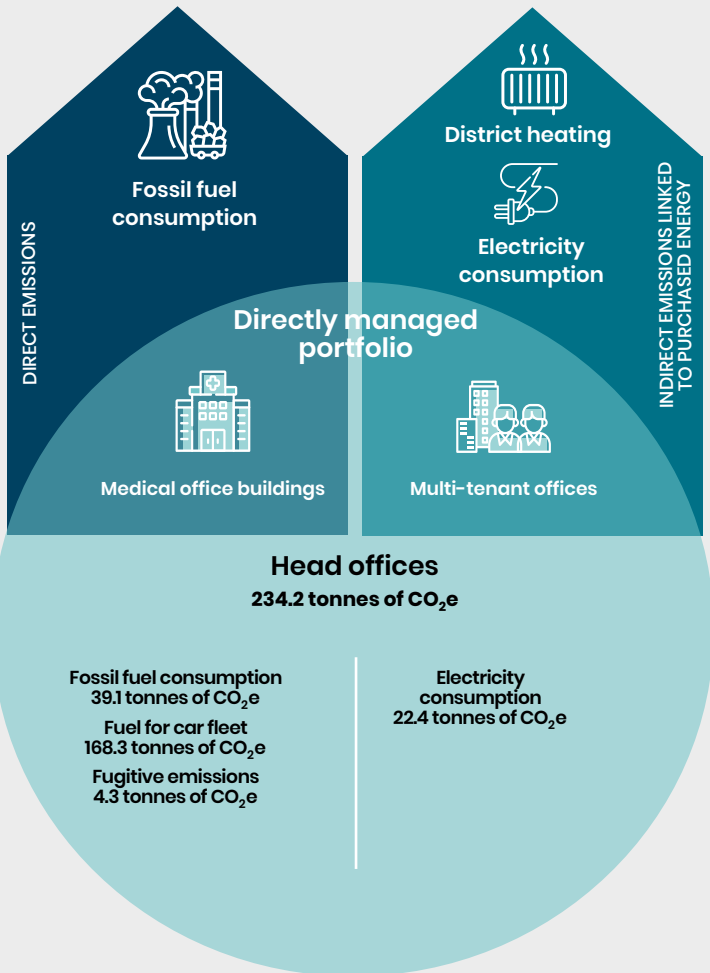 Fossil fuel
consumption
DIRECT EMISSIONS
District heating
Electricity
consumption
INDIRECT EMISSIONS LINKED
TO PURCHASED ENERGY
Directly managed
portfolio
Medical office buildings
Multi-tenant offices
Head offices
234.2 tonnes of CO₂e
Fossil fuel consumption
39.1 tonnes of CO₂e
Fuel for car fleet
168.3 tonnes of CO₂e
Fugitive emissions
4.3 tonnes of CO₂e
Electricity
consumption
22.4 tonnes of CO₂e